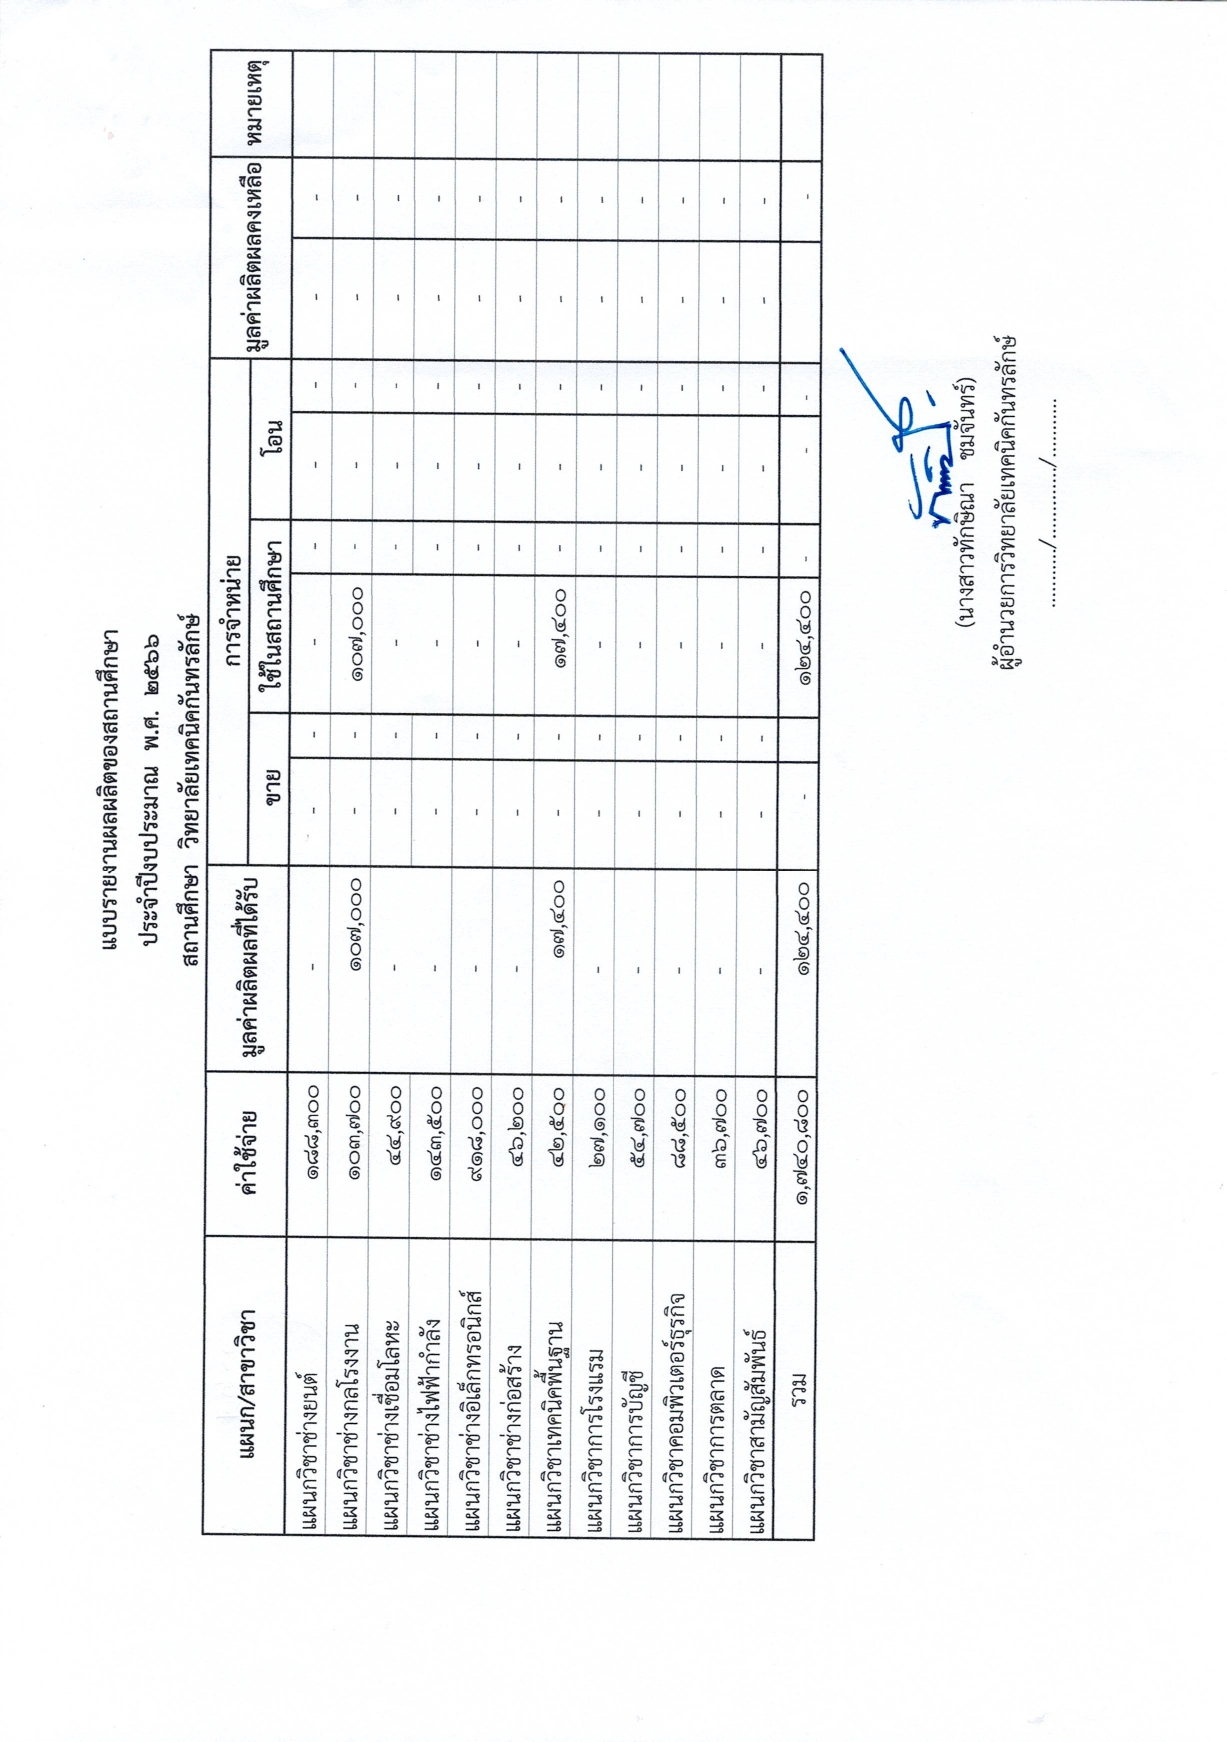 แบบรายงานผลผลิตของสถานศึกษา
ประจำปีงบประมาณ พ.ศ. ๒๕๖๖
สถานศึกษา วิทยาลัยเทคนิคกันทรลักษ์
แผนก/สาขาวิชา ค่าใช้จ่าย มูลค่าผลิตผลที่ได้รับ การจำหน่าย มูลค่าผลิตผลคงเหลือ หมายเหตุ
ขาย ใช้ในสถานศึกษา โอน
แผนกวิชาช่างยนต์ ๑๘๘,๓๐๐ - - - - - - - - -
แผนกวิชาช่างกลโรงงาน ๑๐๓,๗๐๐ ๑๐๗,๐๐๐ - - ๑๐๗,๐๐๐ - - - - -
แผนกวิชาช่างเชื่อมโลหะ ๔๔,๙๐๐ - - - - - - - - -
แผนกวิชาช่างไฟฟ้ากำลัง ๑๔๓,๕๐๐ - - - - - - - - -
แผนกวิชาช่างอิเล็กทรอนิกส์ ๙๑๘,๐๐๐ - - - - - - - - -
แผนกวิชาช่างก่อสร้าง ๔๖,๒๐๐ - - - - - - - - -
แผนกวิชาเทคนิคพื้นฐาน ๔๒,๕๐๐ ๑๗,๔๐๐ - - ๑๗,๔๐๐ - - - - -
แผนกวิชาการโรงแรม ๒๗,๑๐๐ - - - - - - - - -
แผนกวิชาการบัญชี ๕๔,๗๐๐ - - - - - - - - -
แผนกวิชาคอมพิวเตอร์ธุรกิจ ๘๘,๕๐๐ - - - - - - - - -
แผนกวิชาการตลาด ๓๖,๗๐๐ - - - - - - - - -
แผนกวิชาสามัญสัมพันธ์ ๔๖,๗๐๐ - - - - - - - - -
รวม ๑,๗๔๐,๘๐๐ ๑๒๔,๔๐๐ - ๑๒๔,๔๐๐ - - - -
(นางสาวทักษิณา ชมจันทร์)
ผู้อำนวยการวิทยาลัยเทคนิคกันทรลักษ์
.........../............./...........